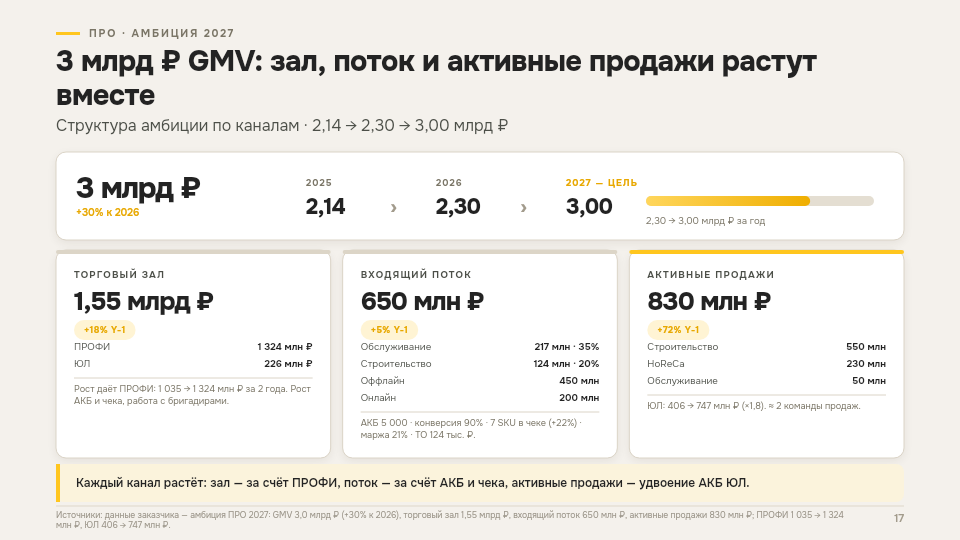 ПРО · АМБИЦИЯ 2027
3 млрд ₽ GMV: зал, поток и активные продажи растут
вместе
Структура амбиции по каналам · 2,14 → 2,30 → 3,00 млрд ₽
3 млрд ₽
+30% к 2026
2025
2,14
›
2026
2,30
›
2027 — ЦЕЛЬ
3,00
2,30 → 3,00 млрд ₽ за год
ТОРГОВЫЙ ЗАЛ
1,55 млрд ₽
+18% Y-1
ПРОФИ 1 324 млн ₽
ЮЛ 226 млн ₽
Рост даёт ПРОФИ: 1 035 → 1 324 млн ₽ за 2 года. Рост
АКБ и чека, работа с бригадирами.
ВХОДЯЩИЙ ПОТОК
650 млн ₽
+5% Y-1
Обслуживание 217 млн · 35%
Строительство 124 млн · 20%
Оффлайн 450 млн
Онлайн 200 млн
АКБ 5 000 · конверсия 90% · 7 SKU в чеке (+22%) ·
маржа 21% · ТО 124 тыс. ₽.
АКТИВНЫЕ ПРОДАЖИ
830 млн ₽
+72% Y-1
Строительство 550 млн
HoReCa 230 млн
Обслуживание 50 млн
ЮЛ: 406 → 747 млн ₽ (×1,8). ≈ 2 команды продаж.
Каждый канал растёт: зал — за счёт ПРОФИ, поток — за счёт АКБ и чека, активные продажи — удвоение АКБ ЮЛ.
Источники: данные заказчика — амбиция ПРО 2027: GMV 3,0 млрд ₽ (+30% к 2026), торговый зал 1,55 млрд ₽, входящий поток 650 млн ₽, активные продажи 830 млн ₽; ПРОФИ 1 035 → 1 324
млн ₽, ЮЛ 406 → 747 млн ₽.
17